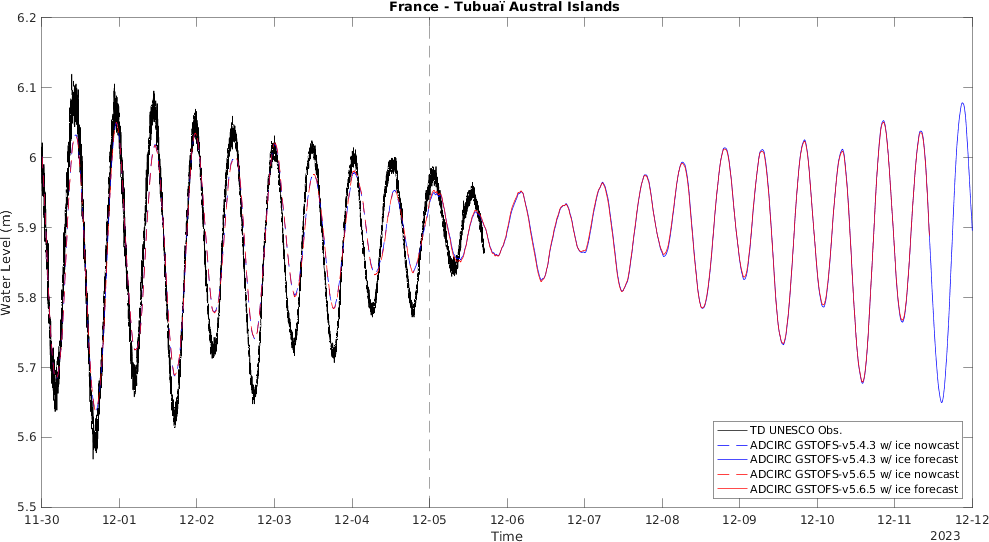 France - Tubuaï Austral Islands
6.2
6.1
6
5.9
5.8
5.7
5.6
5.5
Water Level (m)
11-30 12-01 12-02 12-03 12-04 12-05 12-06 12-07 12-08 12-09 12-10 12-11 12-12
Time
2023
TD UNESCO Obs.
ADCIRC GSTOFS-v5.4.3 w/ ice nowcast
ADCIRC GSTOFS-v5.4.3 w/ ice forecast
ADCIRC GSTOFS-v5.6.5 w/ ice nowcast
ADCIRC GSTOFS-v5.6.5 w/ ice forecast